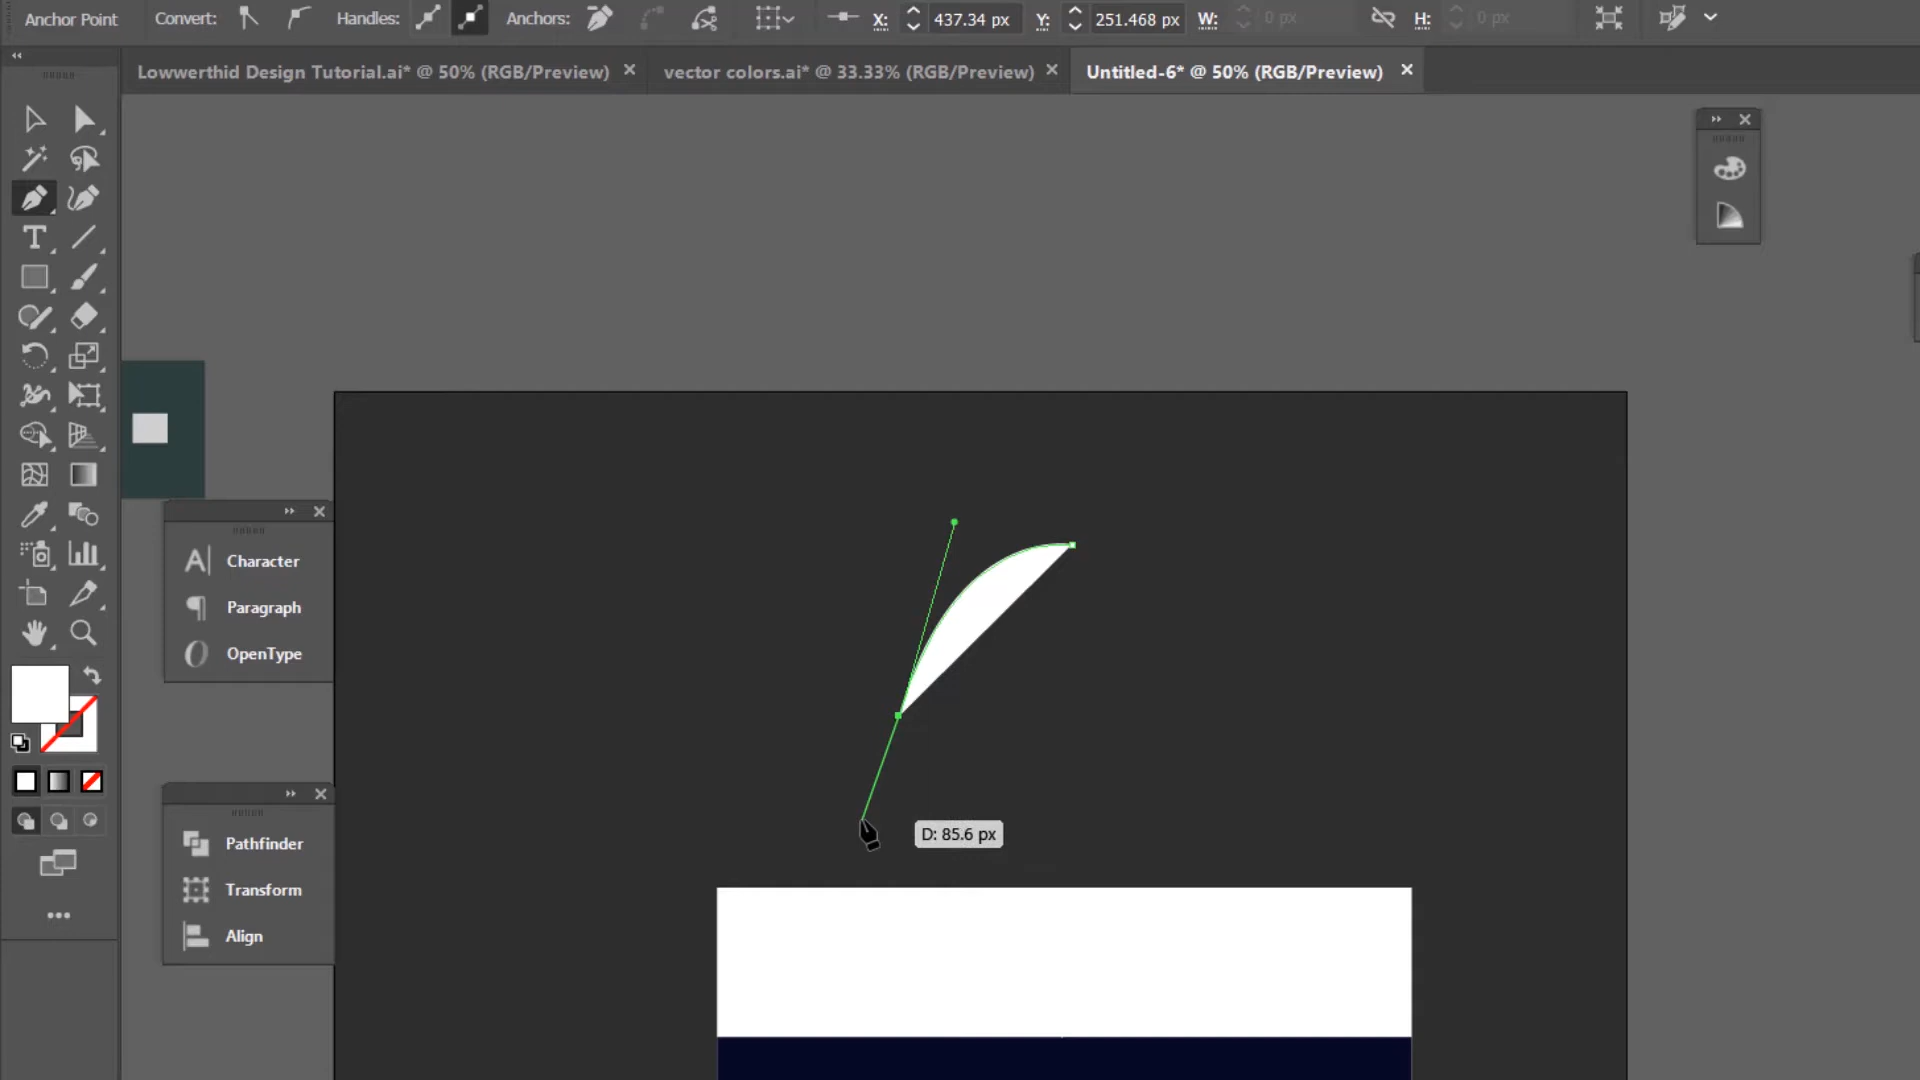 Anchor Point Convert: Handles: Anchors: X: 437.34 px Y: 251.468 px W: 0 px H: 0 px
Lowwerthid Design Tutorial.ai* @ 50% (RGB/Preview) vector colors.ai* @ 33.33% (RGB/Preview) Untitled-6* @ 50% (RGB/Preview)
Character
Paragraph
OpenType
D: 85.6 px
Pathfinder
Transform
Align